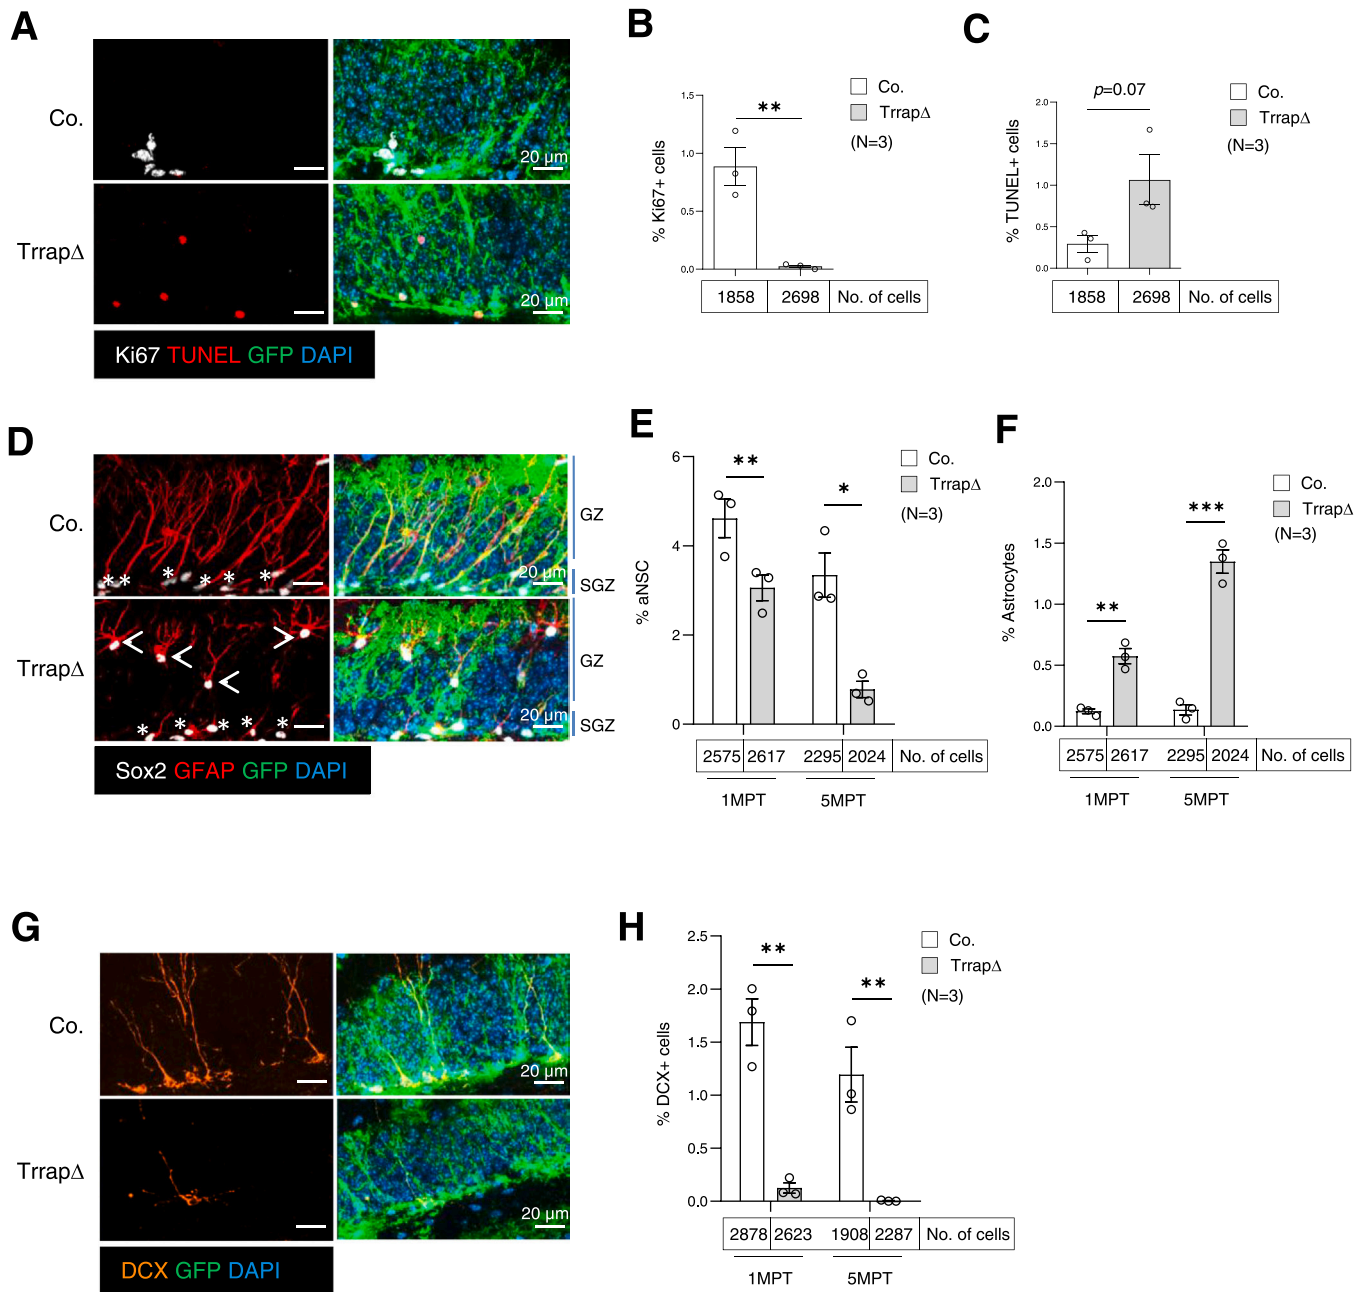 A
Co.
20 µm
TrrapΔ
20 µm
Ki67 TUNEL GFP DAPI
B
% Ki67+ cells
1.5
1.0
0.5
0.0
**
Co.
TrrapΔ
(N=3)
1858 2698 No. of cells
C
% TUNEL+ cells
2.0
1.5
1.0
0.5
0.0
p=0.07
Co.
TrrapΔ
(N=3)
1858 2698 No. of cells
D
Co.
* * * * * *
20 µm
GZ
SGZ
TrrapΔ
* * * * *
20 µm
GZ
SGZ
Sox2 GFAP GFP DAPI
E
% aNSC
6
4
2
0
**
*
Co.
TrrapΔ
(N=3)
2575 2617 2295 2024 No. of cells
1MPT 5MPT
F
% Astrocytes
2.0
1.5
1.0
0.5
0.0
**
***
Co.
TrrapΔ
(N=3)
2575 2617 2295 2024 No. of cells
1MPT 5MPT
G
Co.
20 µm
TrrapΔ
20 µm
DCX GFP DAPI
H
% DCX+ cells
2.5
2.0
1.5
1.0
0.5
0.0
**
**
Co.
TrrapΔ
(N=3)
2878 2623 1908 2287 No. of cells
1MPT 5MPT